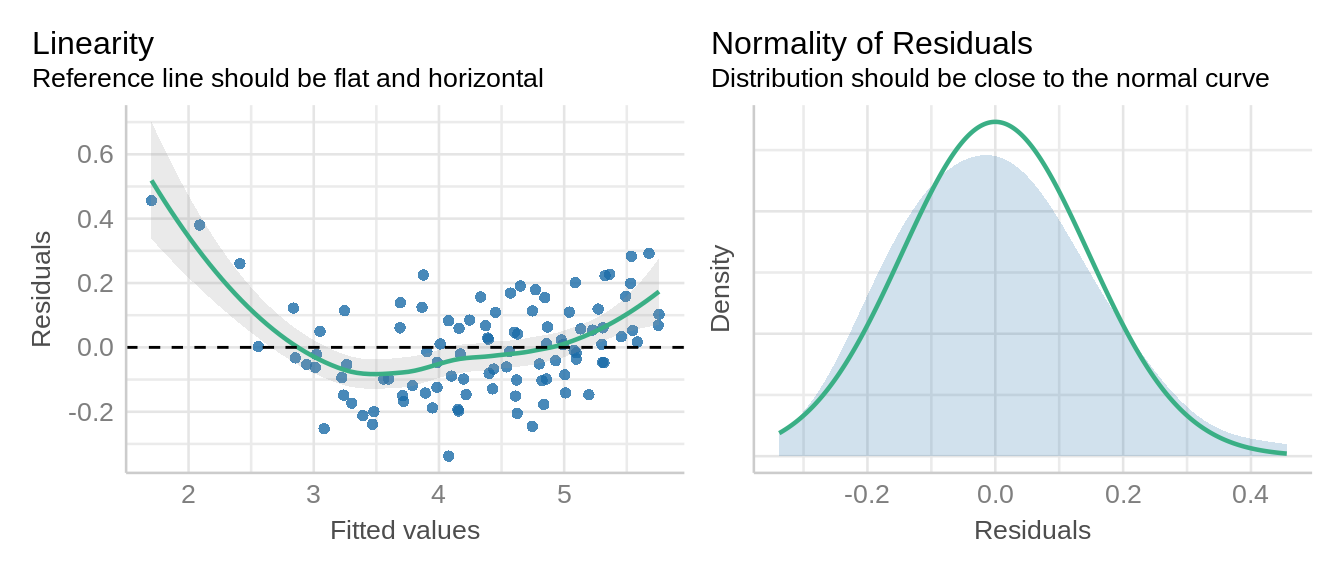 Linearity
Reference line should be flat and horizontal
Residuals
0.6
0.4
0.2
0.0
-0.2
2 3 4 5
Fitted values
Normality of Residuals
Distribution should be close to the normal curve
Density
-0.2 0.0 0.2 0.4
Residuals